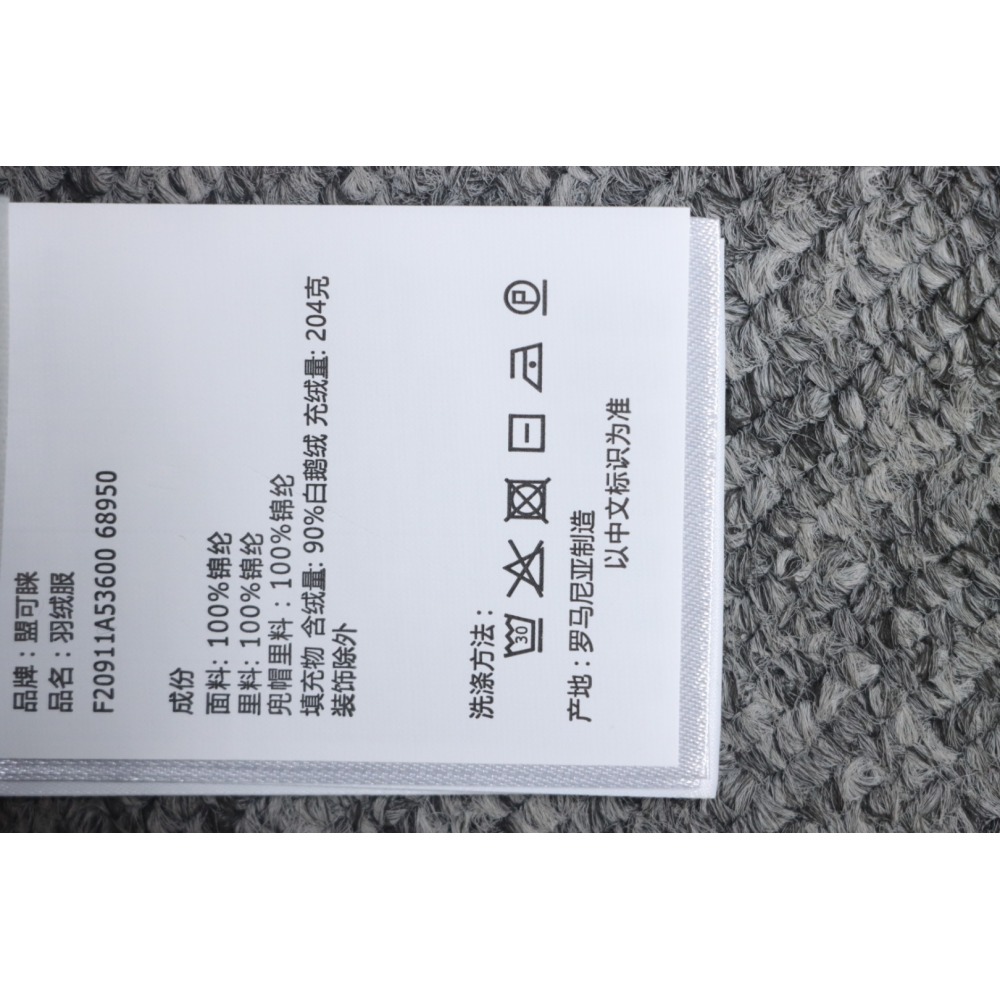 品牌：盟可睐
品名：羽绒服
F20911A53600 68950
成份
面料: 100%锦纶
里料: 100%锦纶
兜帽里料：100%锦纶
填充物 含绒量: 90%白鹅绒 充绒量: 204克
装饰除外
洗涤方法：
30 P
产地：罗马尼亚制造
以中文标识为准